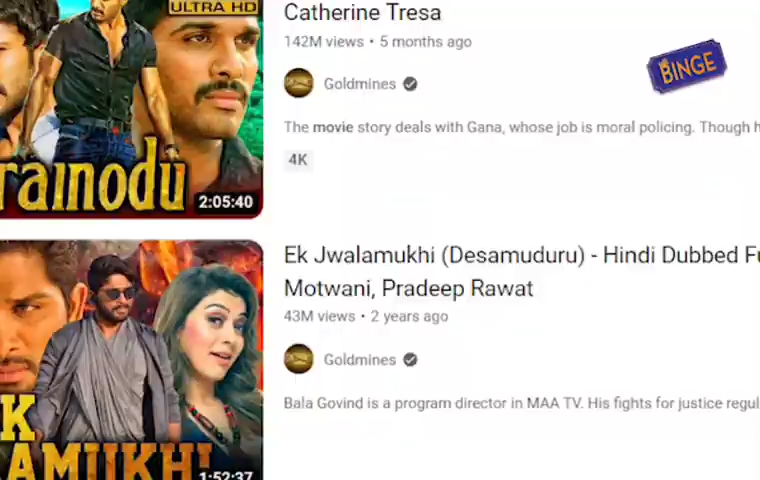 ULTRA HD
rainodu
2:05:40
Catherine Tresa
142M views • 5 months ago
Goldmines
BINGE
The movie story deals with Gana, whose job is moral policing. Though h
4K
K
AMUKHI
1:52:37
Ek Jwalamukhi (Desamuduru) - Hindi Dubbed Fu
Motwani, Pradeep Rawat
43M views • 2 years ago
Goldmines
Bala Govind is a program director in MAA TV. His fights for justice regul